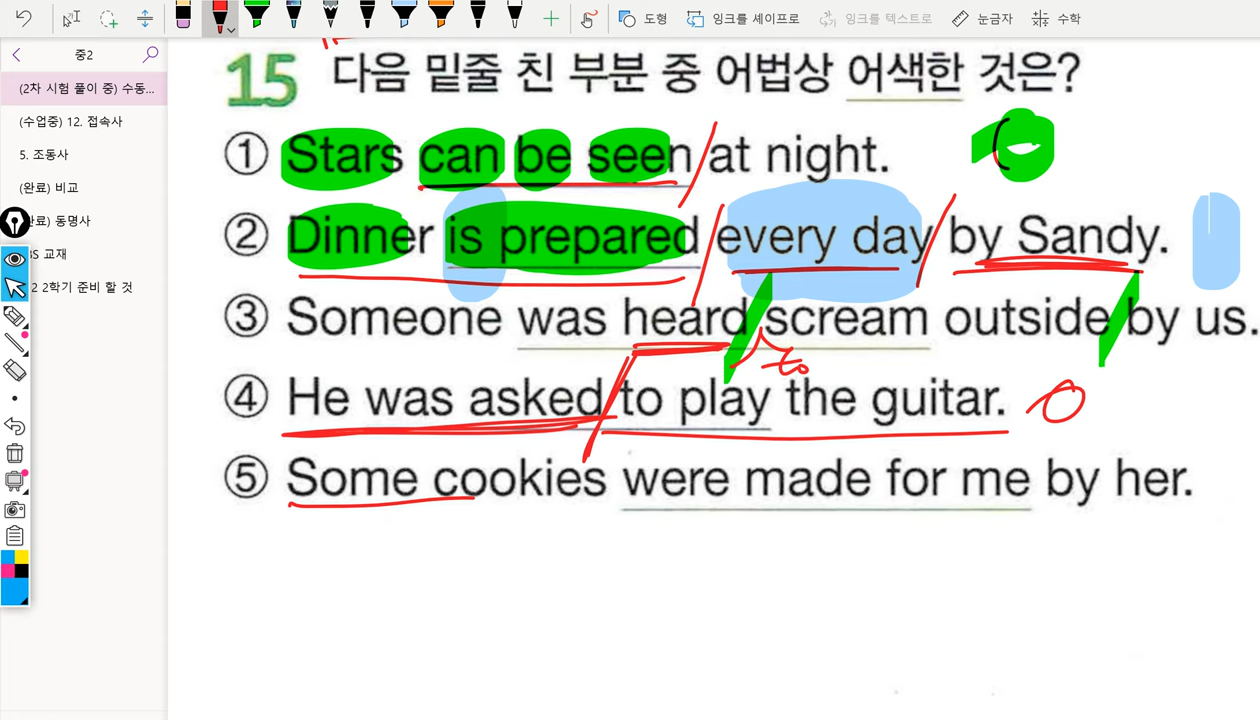 도형 잉크를 셰이프로 잉크를 텍스트로 눈금자 수학
중2
(2차 시험 풀이 중) 수동...
(수업중) 12. 접속사
5. 조동사
(완료) 비교
료) 동명사
BS 교재
2 2학기 준비 할 것
15 다음 밑줄 친 부분 중 어법상 어색한 것은?
① Stars can be seen at night.
② Dinner is prepared every day by Sandy.
③ Someone was heard scream outside by us.
to
④ He was asked to play the guitar.
⑤ Some cookies were made for me by her.